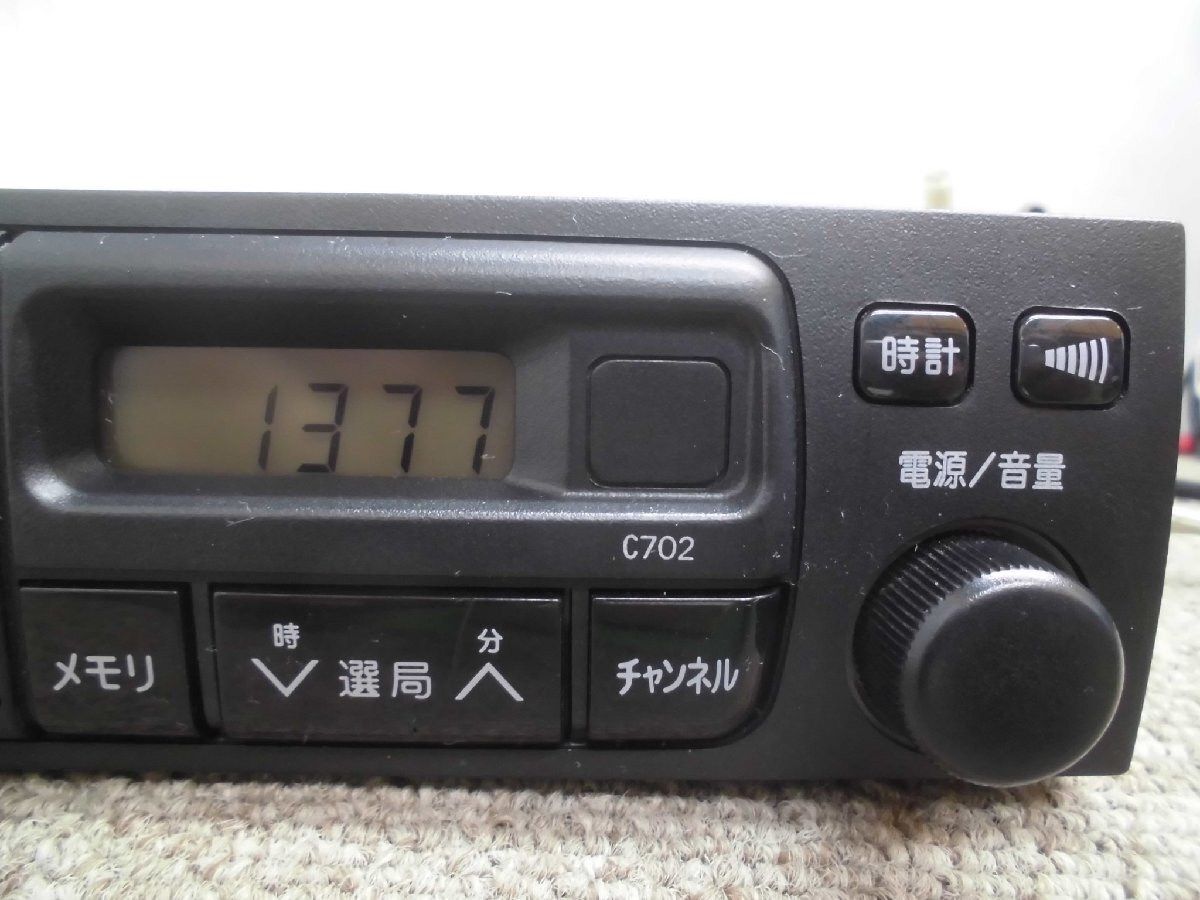 1377
時計
電源/音量
C702
メモリ
時 分
選局
チャンネル